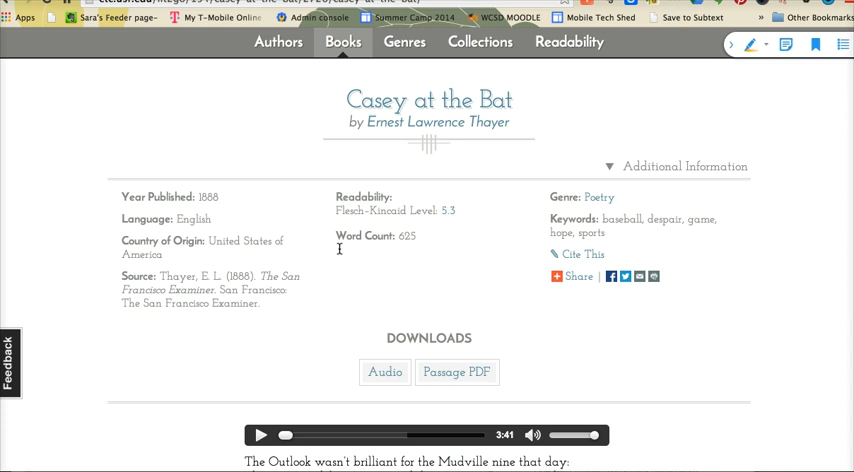 Apps
Sara's Feeder page-
My T-Mobile Online
Admin console
Summer Camp 2014
WCSD MOODLE
Mobile Tech Shed
Save to Subtext
»
Other Bookmarks
Authors
Books
Genres
Collections
Readability
Casey at the Bat
by Ernest Lawrence Thayer
▼ Additional Information
Year Published: 1888
Language: English
Country of Origin: United States of
America
Source: Thayer, E. L. (1888). The San
Francisco Examiner. San Francisco:
The San Francisco Examiner.
Readability:
Flesch–Kincaid Level: 5.3
Word Count: 625
Genre: Poetry
Keywords: baseball, despair, game,
hope, sports
Cite This
Share |
DOWNLOADS
Audio
Passage PDF
Feedback
3:41
The Outlook wasn't brilliant for the Mudville nine that day: